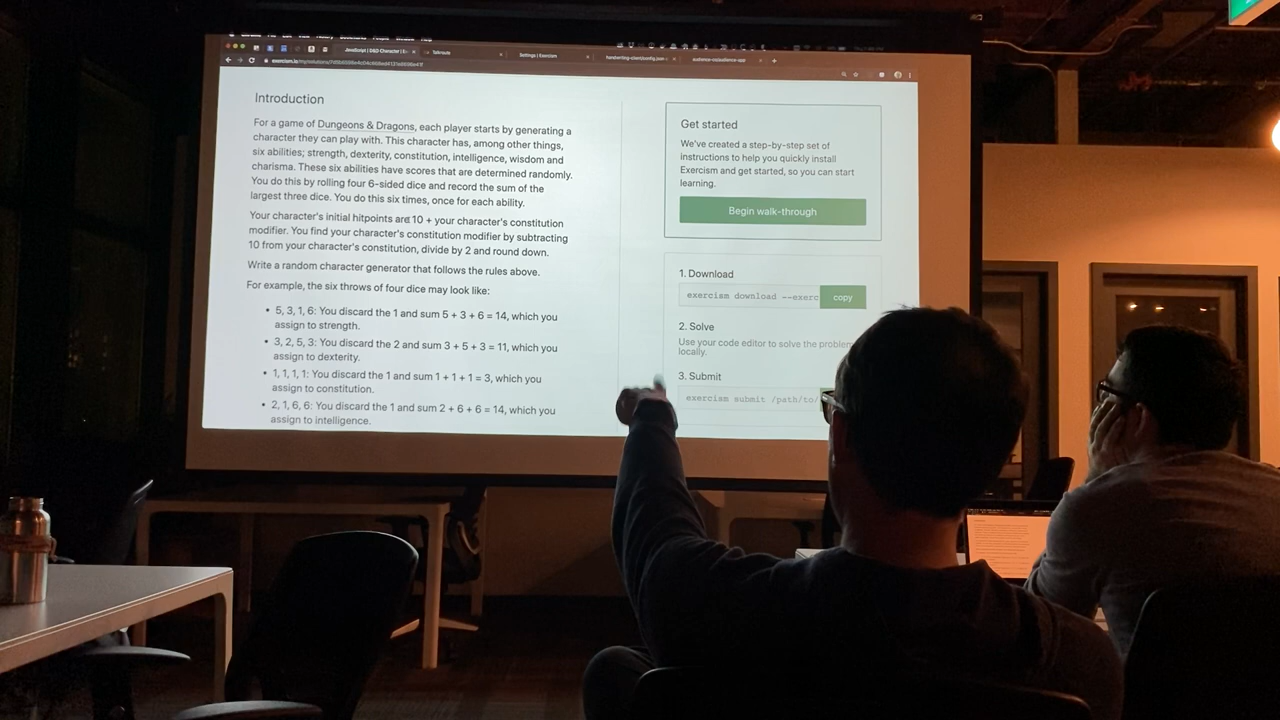 JavaScript | D&D Character | Ex
Talkroute
Settings | Exercism
handwriting-client/config.json
Introduction
For a game of Dungeons & Dragons, each player starts by generating a
character they can play with. This character has, among other things,
six abilities; strength, dexterity, constitution, intelligence, wisdom and
charisma. These six abilities have scores that are determined randomly.
You do this by rolling four 6-sided dice and record the sum of the
largest three dice. You do this six times, once for each ability.
Your character's initial hitpoints are 10 + your character's constitution
modifier. You find your character's constitution modifier by subtracting
10 from your character's constitution, divide by 2 and round down.
Write a random character generator that follows the rules above.
For example, the six throws of four dice may look like:
• 5, 3, 1, 6: You discard the 1 and sum 5 + 3 + 6 = 14, which you
assign to strength.
• 3, 2, 5, 3: You discard the 2 and sum 3 + 5 + 3 = 11, which you
assign to dexterity.
• 1, 1, 1, 1: You discard the 1 and sum 1 + 1 + 1 = 3, which you
assign to constitution.
• 2, 1, 6, 6: You discard the 1 and sum 2 + 6 + 6 = 14, which you
assign to intelligence.
Get started
We've created a step-by-step set of
instructions to help you quickly install
Exercism and get started, so you can start
learning.
Begin walk-through
1. Download
exercism download --exerc
copy
2. Solve
Use your code editor to solve the problem
locally.
3. Submit
exercism submit /path/to/